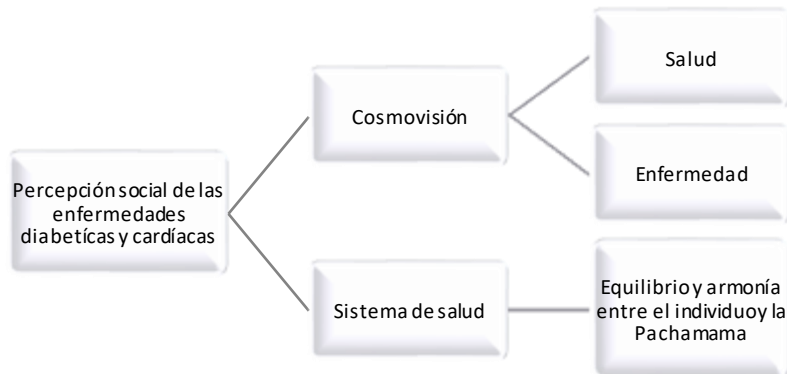 Percepción social de las
enfermedades
diabetícas y cardíacas
Cosmovisión
Salud
Enfermedad
Sistema de salud
Equilibrio y armonía
entre el individuo y la
Pachamama